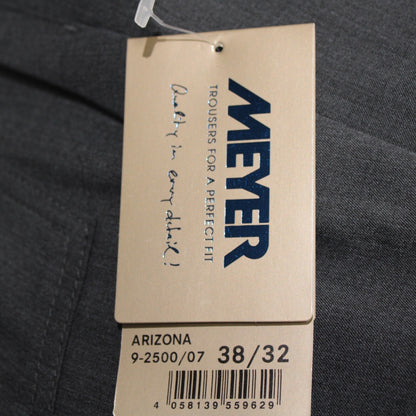 MEYER
TROUSERS FOR A PERFECT FIT
Quality in every detail!
ARIZONA
9-2500/07 38/32
4 058139 559629